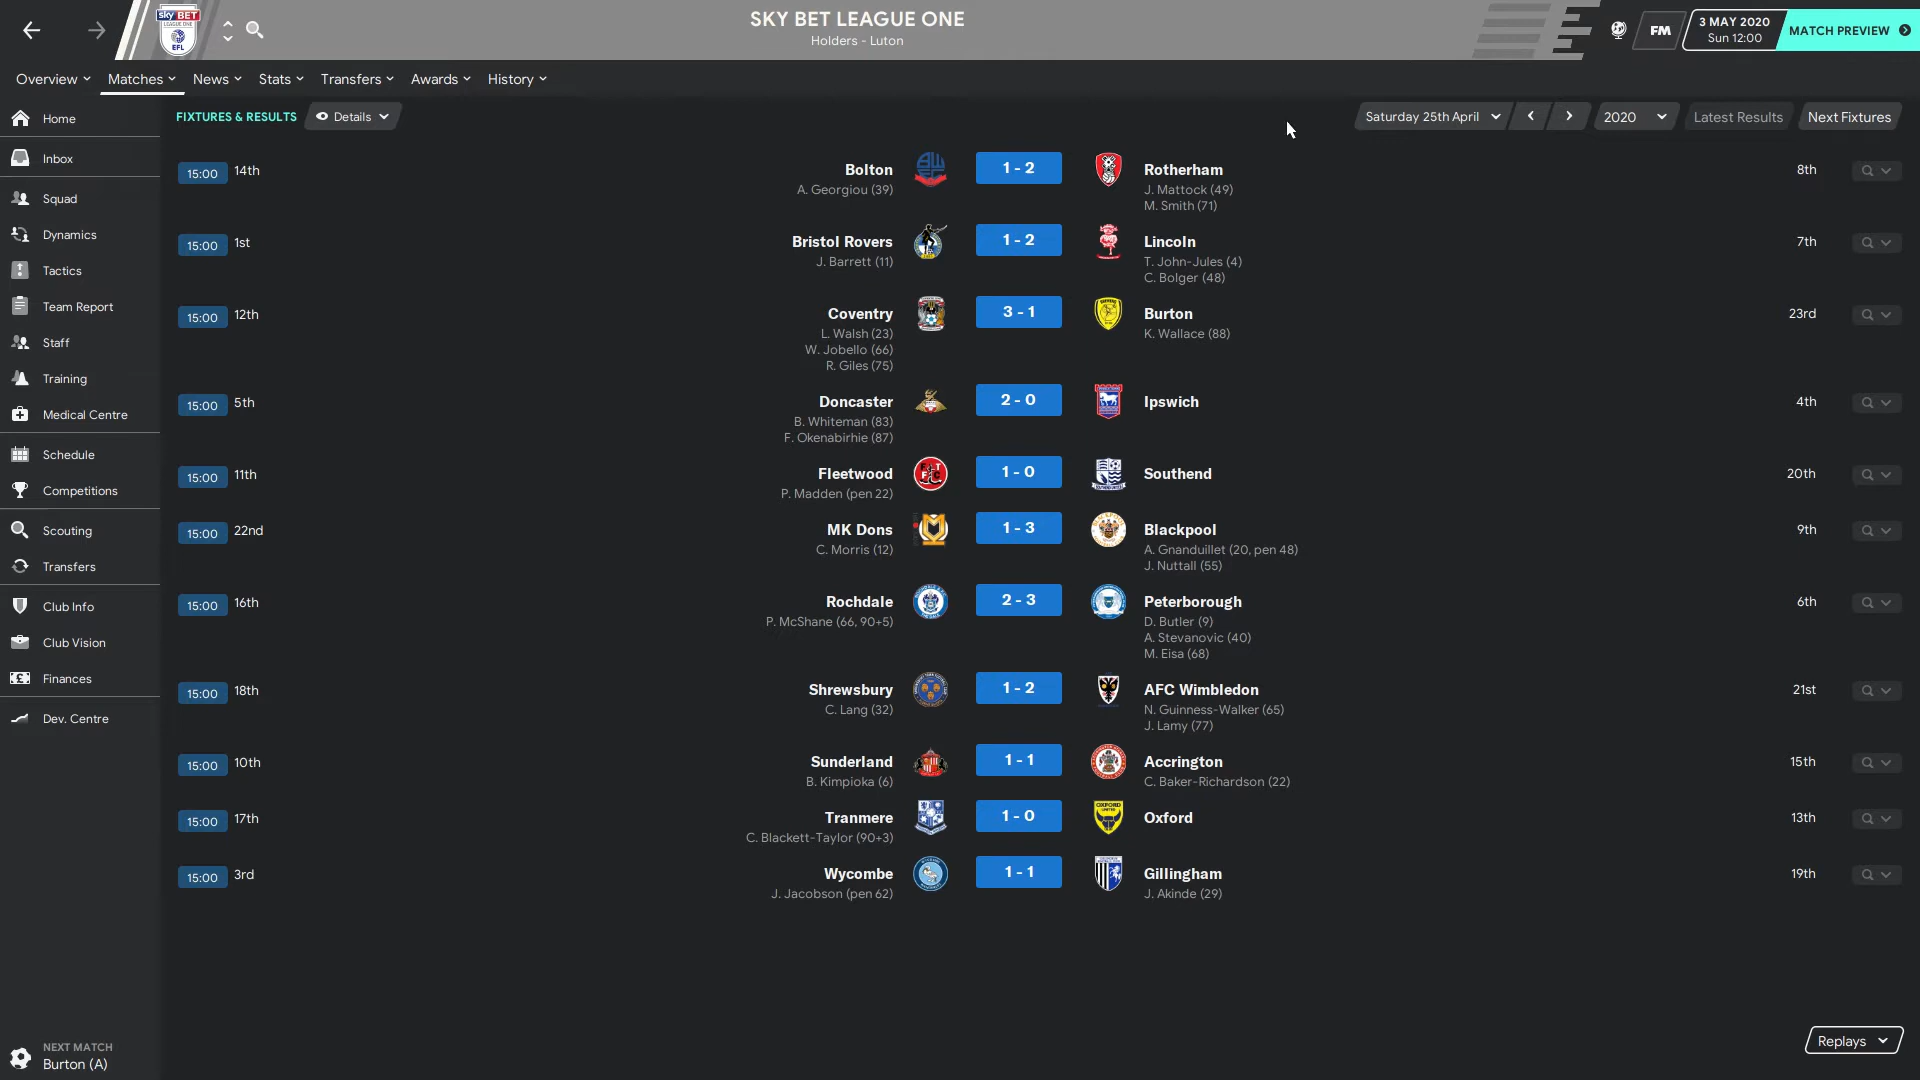 SKY BET LEAGUE ONE
Holders - Luton
sky BET
LEAGUE ONE
EFL
FM
3 MAY 2020
Sun 12:00
MATCH PREVIEW
Overview Matches News Stats Transfers Awards History
Home
Inbox
Squad
Dynamics
Tactics
Team Report
Staff
Training
Medical Centre
Schedule
Competitions
Scouting
Transfers
Club Info
Club Vision
Finances
Dev. Centre
NEXT MATCH
Burton (A)
FIXTURES & RESULTS Details Saturday 25th April 2020 Latest Results Next Fixtures
15:00 14th Bolton 1 - 2 Rotherham 8th
A. Georgiou (39) J. Mattock (49)
M. Smith (71)
15:00 1st Bristol Rovers 1 - 2 Lincoln 7th
J. Barrett (11) T. John-Jules (4)
C. Bolger (48)
15:00 12th Coventry 3 - 1 Burton 23rd
L. Walsh (23) K. Wallace (88)
W. Jobello (66)
R. Giles (75)
15:00 5th Doncaster 2 - 0 Ipswich 4th
B. Whiteman (83)
F. Okenabirhie (87)
15:00 11th Fleetwood 1 - 0 Southend 20th
P. Madden (pen 22)
15:00 22nd MK Dons 1 - 3 Blackpool 9th
C. Morris (12) A. Gnanduillet (20, pen 48)
J. Nuttall (55)
15:00 16th Rochdale 2 - 3 Peterborough 6th
P. McShane (66, 90+5) D. Butler (9)
A. Stevanovic (40)
M. Eisa (68)
15:00 18th Shrewsbury 1 - 2 AFC Wimbledon 21st
C. Lang (32) N. Guinness-Walker (65)
J. Lamy (77)
15:00 10th Sunderland 1 - 1 Accrington 15th
B. Kimpioka (6) C. Baker-Richardson (22)
15:00 17th Tranmere 1 - 0 Oxford 13th
C. Blackett-Taylor (90+3)
15:00 3rd Wycombe 1 - 1 Gillingham 19th
J. Jacobson (pen 62) J. Akinde (29)
Replays